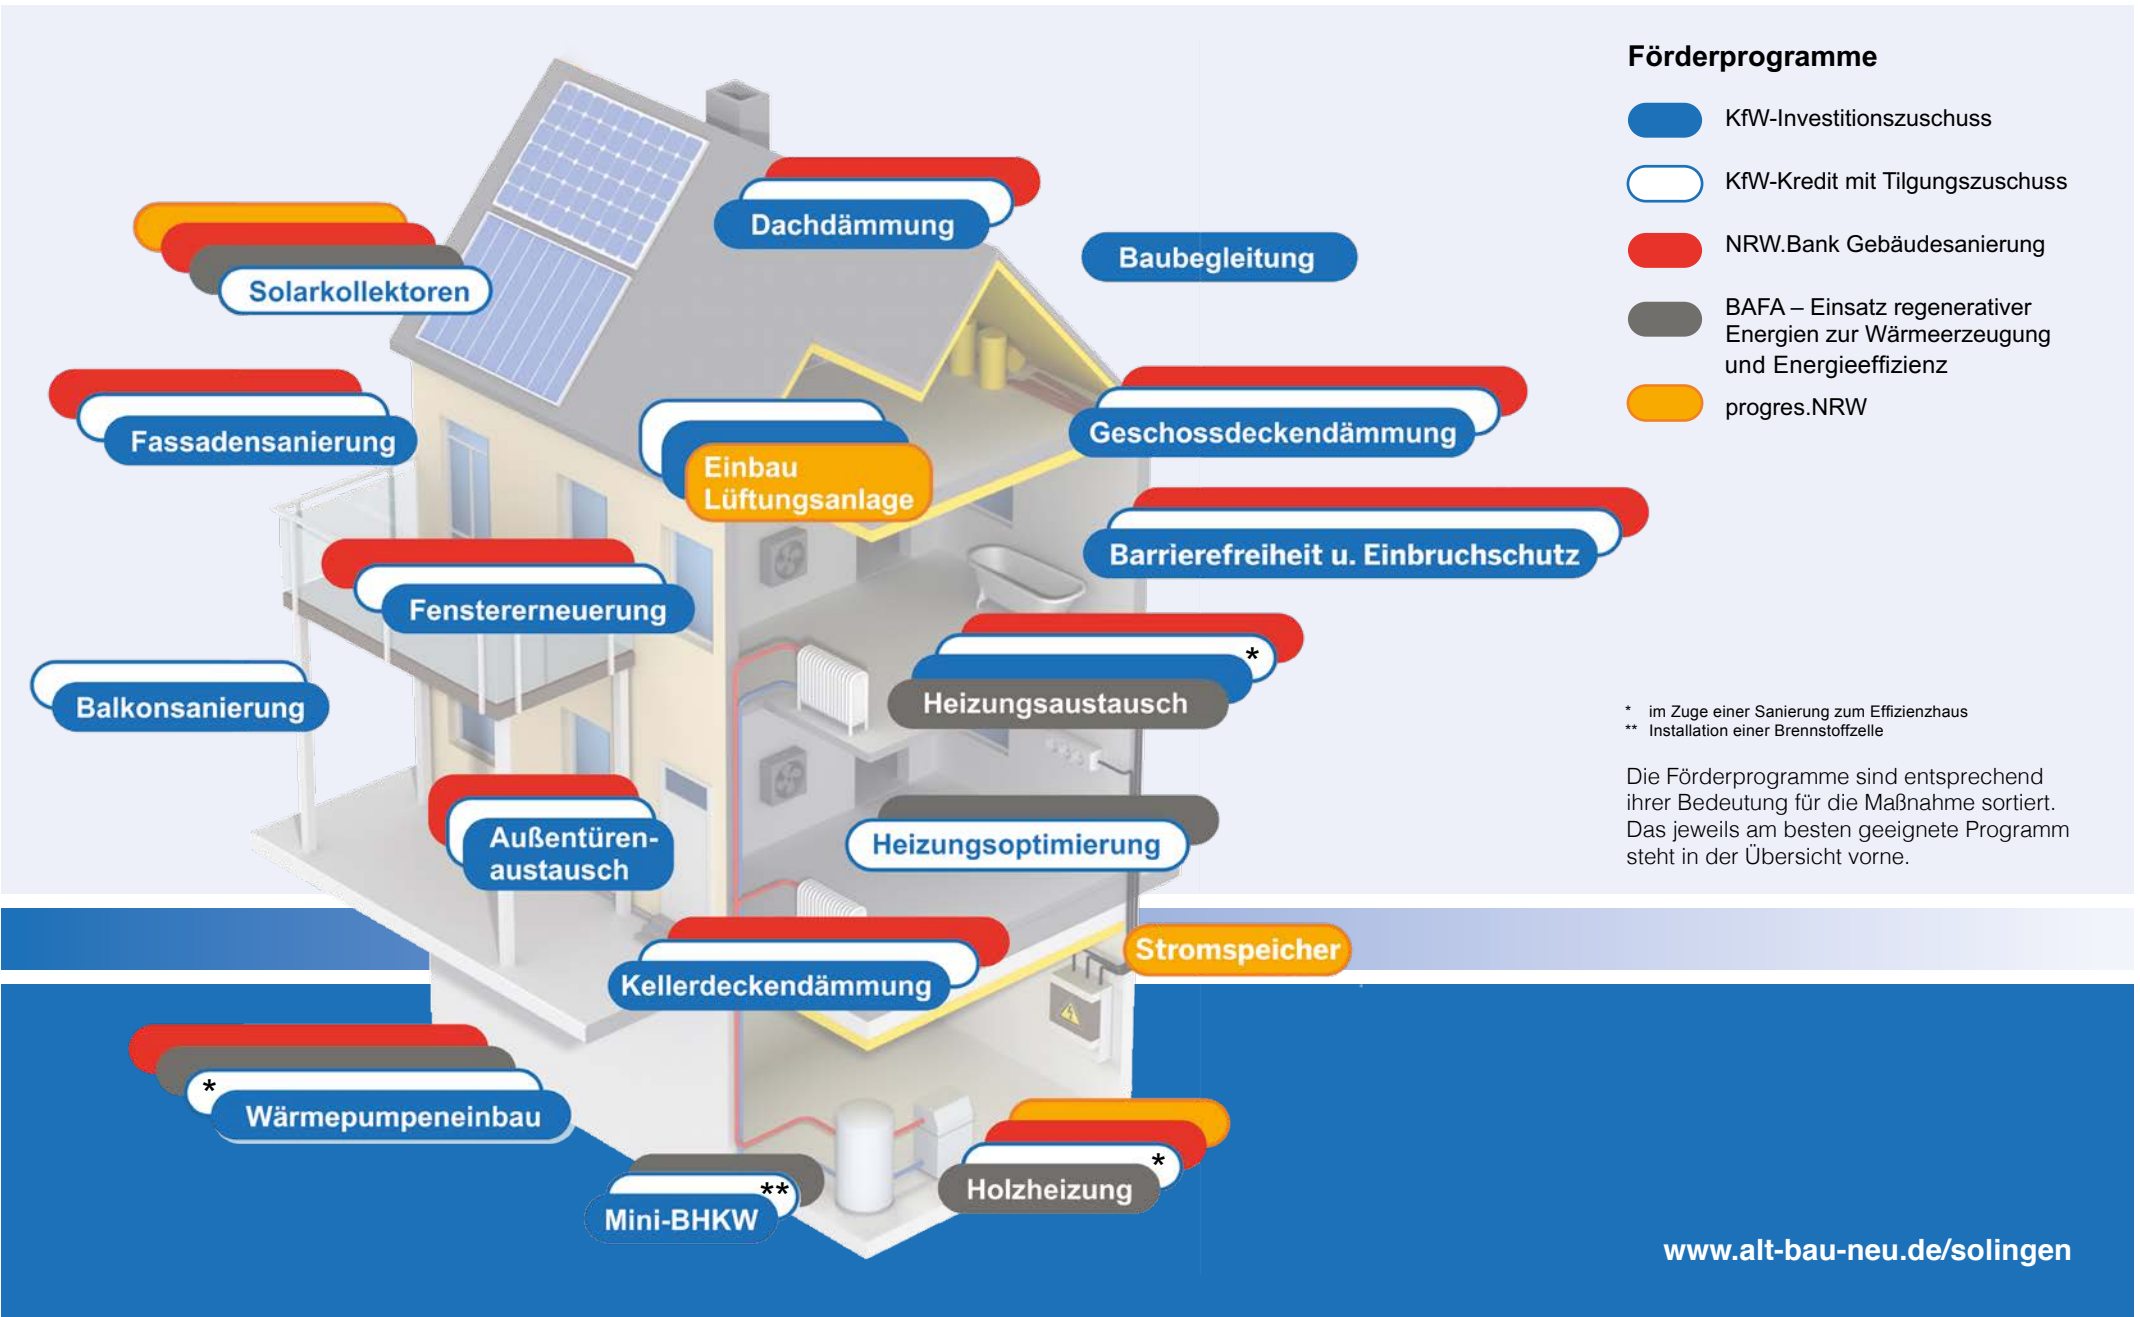 Förderprogramme
KfW-Investitionszuschuss
KfW-Kredit mit Tilgungszuschuss
NRW.Bank Gebäudesanierung
BAFA – Einsatz regenerativer
Energien zur Wärmeerzeugung
und Energieeffizienz
progres.NRW
Dachdämmung
Baubegleitung
Solarkollektoren
Fassadensanierung
Einbau
Lüftungsanlage
Geschossdeckendämmung
Barrierefreiheit u. Einbruchschutz
Fenstererneuerung
*
Heizungsaustausch
Balkonsanierung
Außentüren-
austausch
Heizungsoptimierung
Stromspeicher
Kellerdeckendämmung
*
Wärmepumpeneinbau
**
Mini-BHKW
*
Holzheizung
* im Zuge einer Sanierung zum Effizienzhaus
** Installation einer Brennstoffzelle
Die Förderprogramme sind entsprechend
ihrer Bedeutung für die Maßnahme sortiert.
Das jeweils am besten geeignete Programm
steht in der Übersicht vorne.
www.alt-bau-neu.de/solingen